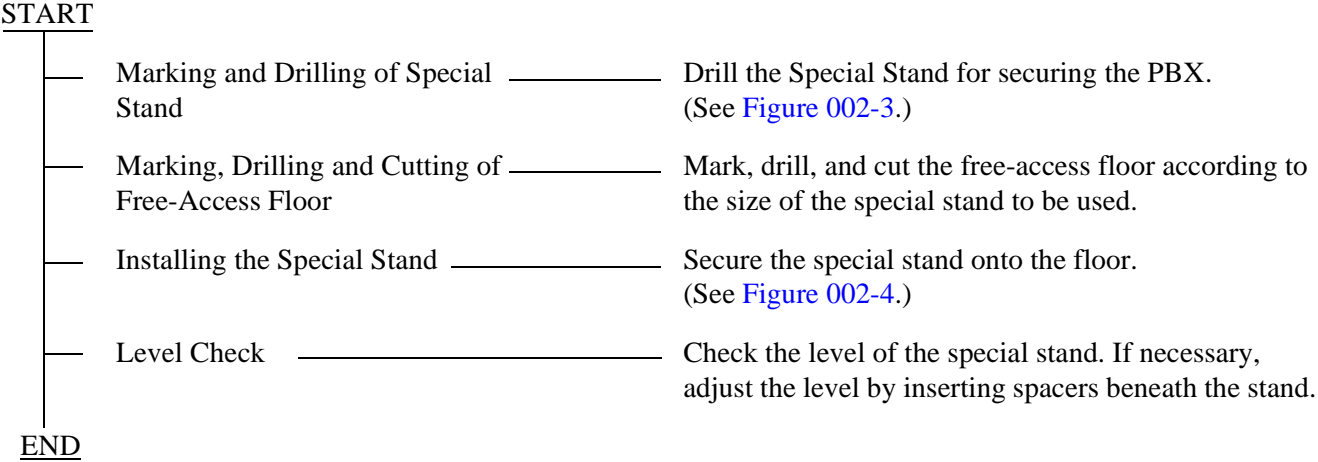 START
Marking and Drilling of Special
Stand
Drill the Special Stand for securing the PBX.
(See Figure 002-3.)
Marking, Drilling and Cutting of
Free-Access Floor
Mark, drill, and cut the free-access floor according to
the size of the special stand to be used.
Installing the Special Stand
Secure the special stand onto the floor.
(See Figure 002-4.)
Level Check
Check the level of the special stand. If necessary,
adjust the level by inserting spacers beneath the stand.
END